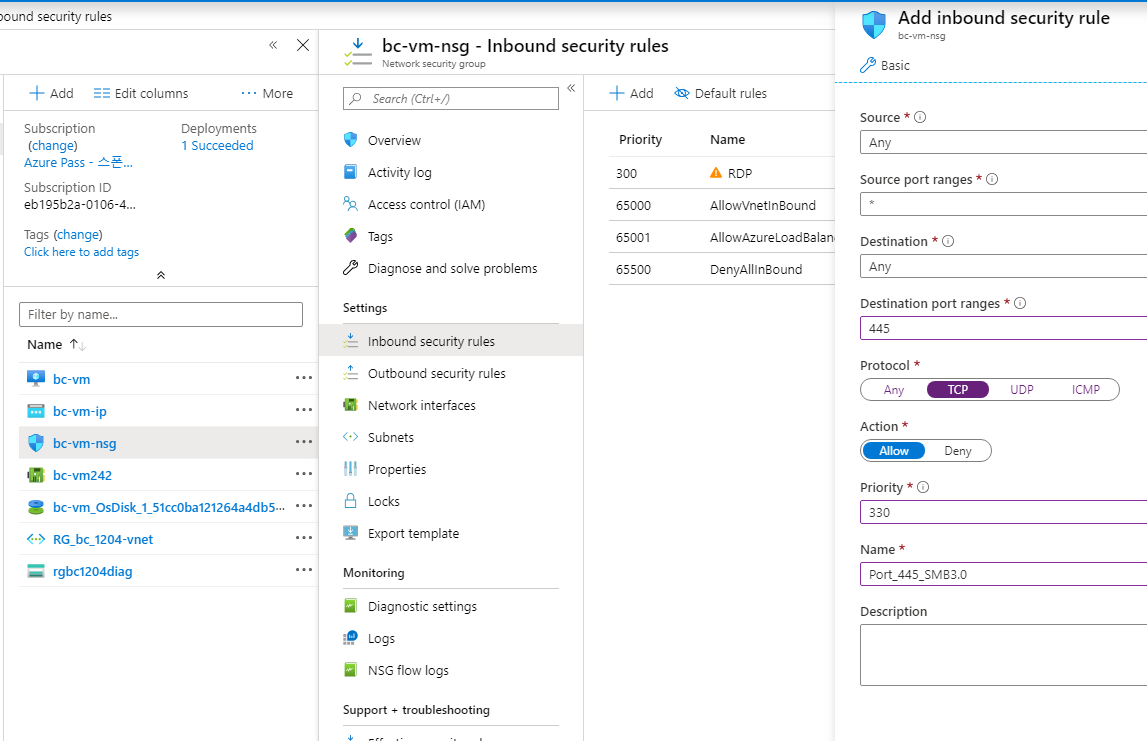 ound security rules
bc-vm-nsg - Inbound security rules
Network security group
Add inbound security rule
bc-vm-nsg
Basic
Add
Edit columns
More
Subscription
(change)
Azure Pass - 스폰...
Subscription ID
eb195b2a-0106-4...
Tags (change)
Click here to add tags
Deployments
1 Succeeded
Filter by name...
Name
bc-vm
bc-vm-ip
bc-vm-nsg
bc-vm242
bc-vm_OsDisk_1_51cc0ba121264a4db5...
RG_bc_1204-vnet
rgbc1204diag
Search (Ctrl+/)
Overview
Activity log
Access control (IAM)
Tags
Diagnose and solve problems
Settings
Inbound security rules
Outbound security rules
Network interfaces
Subnets
Properties
Locks
Export template
Monitoring
Diagnostic settings
Logs
NSG flow logs
Support + troubleshooting
Add
Default rules
Priority Name
300 RDP
65000 AllowVnetInBound
65001 AllowAzureLoadBalan
65500 DenyAllInBound
Source *
Any
Source port ranges *
*
Destination *
Any
Destination port ranges *
445
Protocol *
Any TCP UDP ICMP
Action *
Allow Deny
Priority *
330
Name *
Port_445_SMB3.0
Description